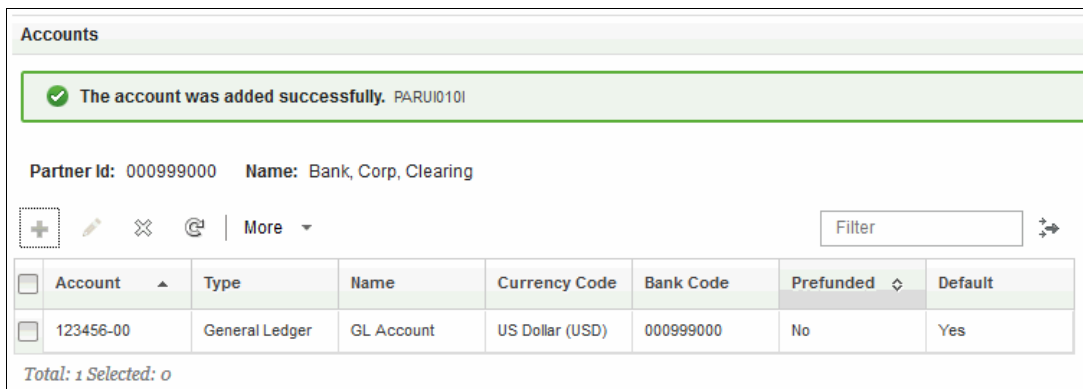 Accounts
The account was added successfully. PARUI010I
Partner Id: 000999000 Name: Bank, Corp, Clearing
More Filter
Account Type Name Currency Code Bank Code Prefunded Default
123456-00 General Ledger GL Account US Dollar (USD) 000999000 No Yes
Total: 1 Selected: 0